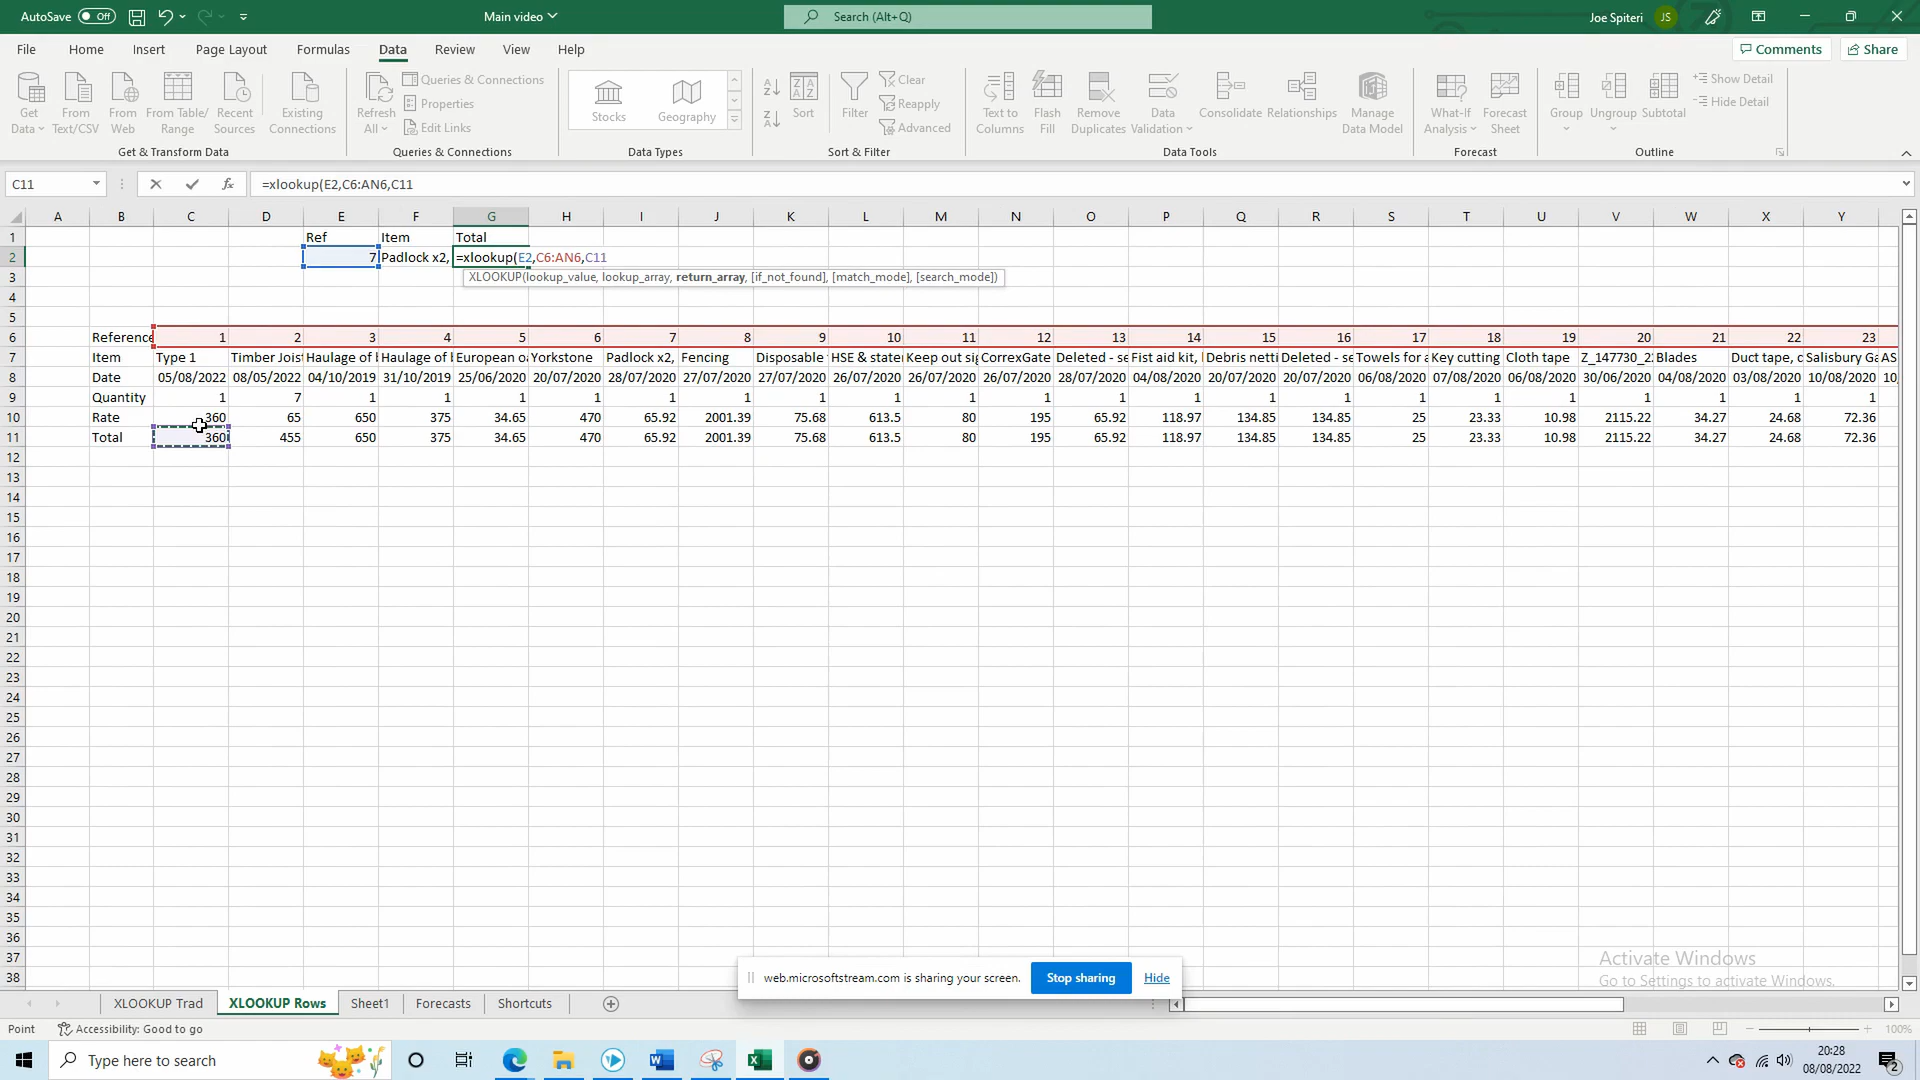 AutoSave Off Main video Search (Alt+Q) Joe Spiteri JS
File Home Insert Page Layout Formulas Data Review View Help Comments Share
Get Data From Text/CSV From Web From Table/ Range Recent Sources Existing Connections
Get & Transform Data
Refresh All Queries & Connections Properties Edit Links
Queries & Connections
Stocks Geography
Data Types
Sort Filter Clear Reapply Advanced
Sort & Filter
Text to Columns Flash Fill Remove Duplicates Data Validation Consolidate Relationships Manage Data Model
Data Tools
What-If Analysis Forecast Sheet
Forecast
Group Ungroup Subtotal Show Detail Hide Detail
Outline
C11 fx =xlookup(E2,C6:AN6,C11
A B C D E F G H I J K L M N O P Q R S T U V W X Y
1 Ref Item Total
2 7 Padlock x2, =xlookup(E2,C6:AN6,C11
3 XLOOKUP(lookup_value, lookup_array, return_array, [if_not_found], [match_mode], [search_mode])
4
5
6 Reference 1 2 3 4 5 6 7 8 9 10 11 12 13 14 15 16 17 18 19 20 21 22 23
7 Item Type 1 Timber Joist Haulage of Haulage of European oa Yorkstone Padlock x2, Fencing Disposable HSE & state Keep out sig CorrexGate Deleted - se Fist aid kit, Debris netti Deleted - se Towels for a Key cutting Cloth tape Z_147730_2 Blades Duct tape, c Salisbury Ga AS
8 Date 05/08/2022 08/05/2022 04/10/2019 31/10/2019 25/06/2020 20/07/2020 28/07/2020 27/07/2020 27/07/2020 26/07/2020 26/07/2020 26/07/2020 28/07/2020 04/08/2020 20/07/2020 20/07/2020 06/08/2020 07/08/2020 06/08/2020 30/06/2020 04/08/2020 03/08/2020 10/08/2020 10,
9 Quantity 1 7 1 1 1 1 1 1 1 1 1 1 1 1 1 1 1 1 1 1 1 1 1
10 Rate 360 65 650 375 34.65 470 65.92 2001.39 75.68 613.5 80 195 65.92 118.97 134.85 134.85 25 23.33 10.98 2115.22 34.27 24.68 72.36
11 Total 360 455 650 375 34.65 470 65.92 2001.39 75.68 613.5 80 195 65.92 118.97 134.85 134.85 25 23.33 10.98 2115.22 34.27 24.68 72.36
12
13
14
15
16
17
18
19
20
21
22
23
24
25
26
27
28
29
30
31
32
33
34
35
36
37
38
web.microsoftstream.com is sharing your screen. Stop sharing Hide
Activate Windows
Go to Settings to activate Windows.
XLOOKUP Trad XLOOKUP Rows Sheet1 Forecasts Shortcuts
Point Accessibility: Good to go 100%
Type here to search 20:28
08/08/2022 2